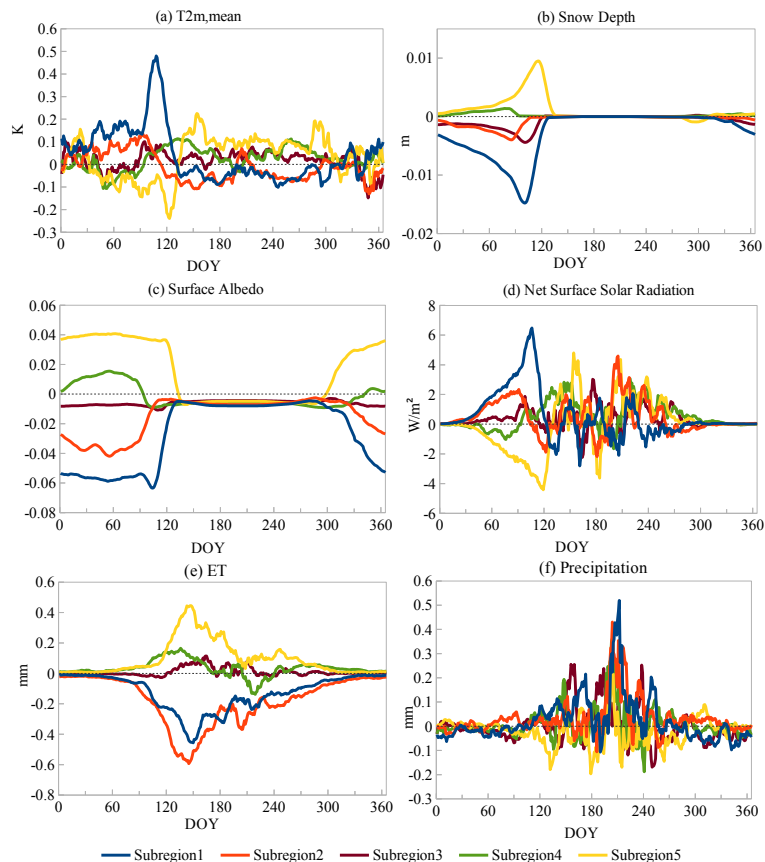 (a) T2m,mean
(b) Snow Depth
0.6
0.5
0.4
0.3
0.2
0.1
0
-0.1
-0.2
-0.3
K
0 60 120 180 240 300 360
DOY
0.01
0
-0.01
-0.02
m
0 60 120 180 240 300 360
DOY
(c) Surface Albedo
(d) Net Surface Solar Radiation
0.06
0.04
0.02
0
-0.02
-0.04
-0.06
-0.08
0 60 120 180 240 300 360
DOY
8
6
4
2
0
-2
-4
-6
W/m²
0 60 120 180 240 300 360
DOY
(e) ET
(f) Precipitation
0.6
0.4
0.2
0
-0.2
-0.4
-0.6
-0.8
mm
0 60 120 180 240 300 360
DOY
0.6
0.5
0.4
0.3
0.2
0.1
0
-0.1
-0.2
-0.3
mm
0 60 120 180 240 300 360
DOY
Subregion1 Subregion2 Subregion3 Subregion4 Subregion5